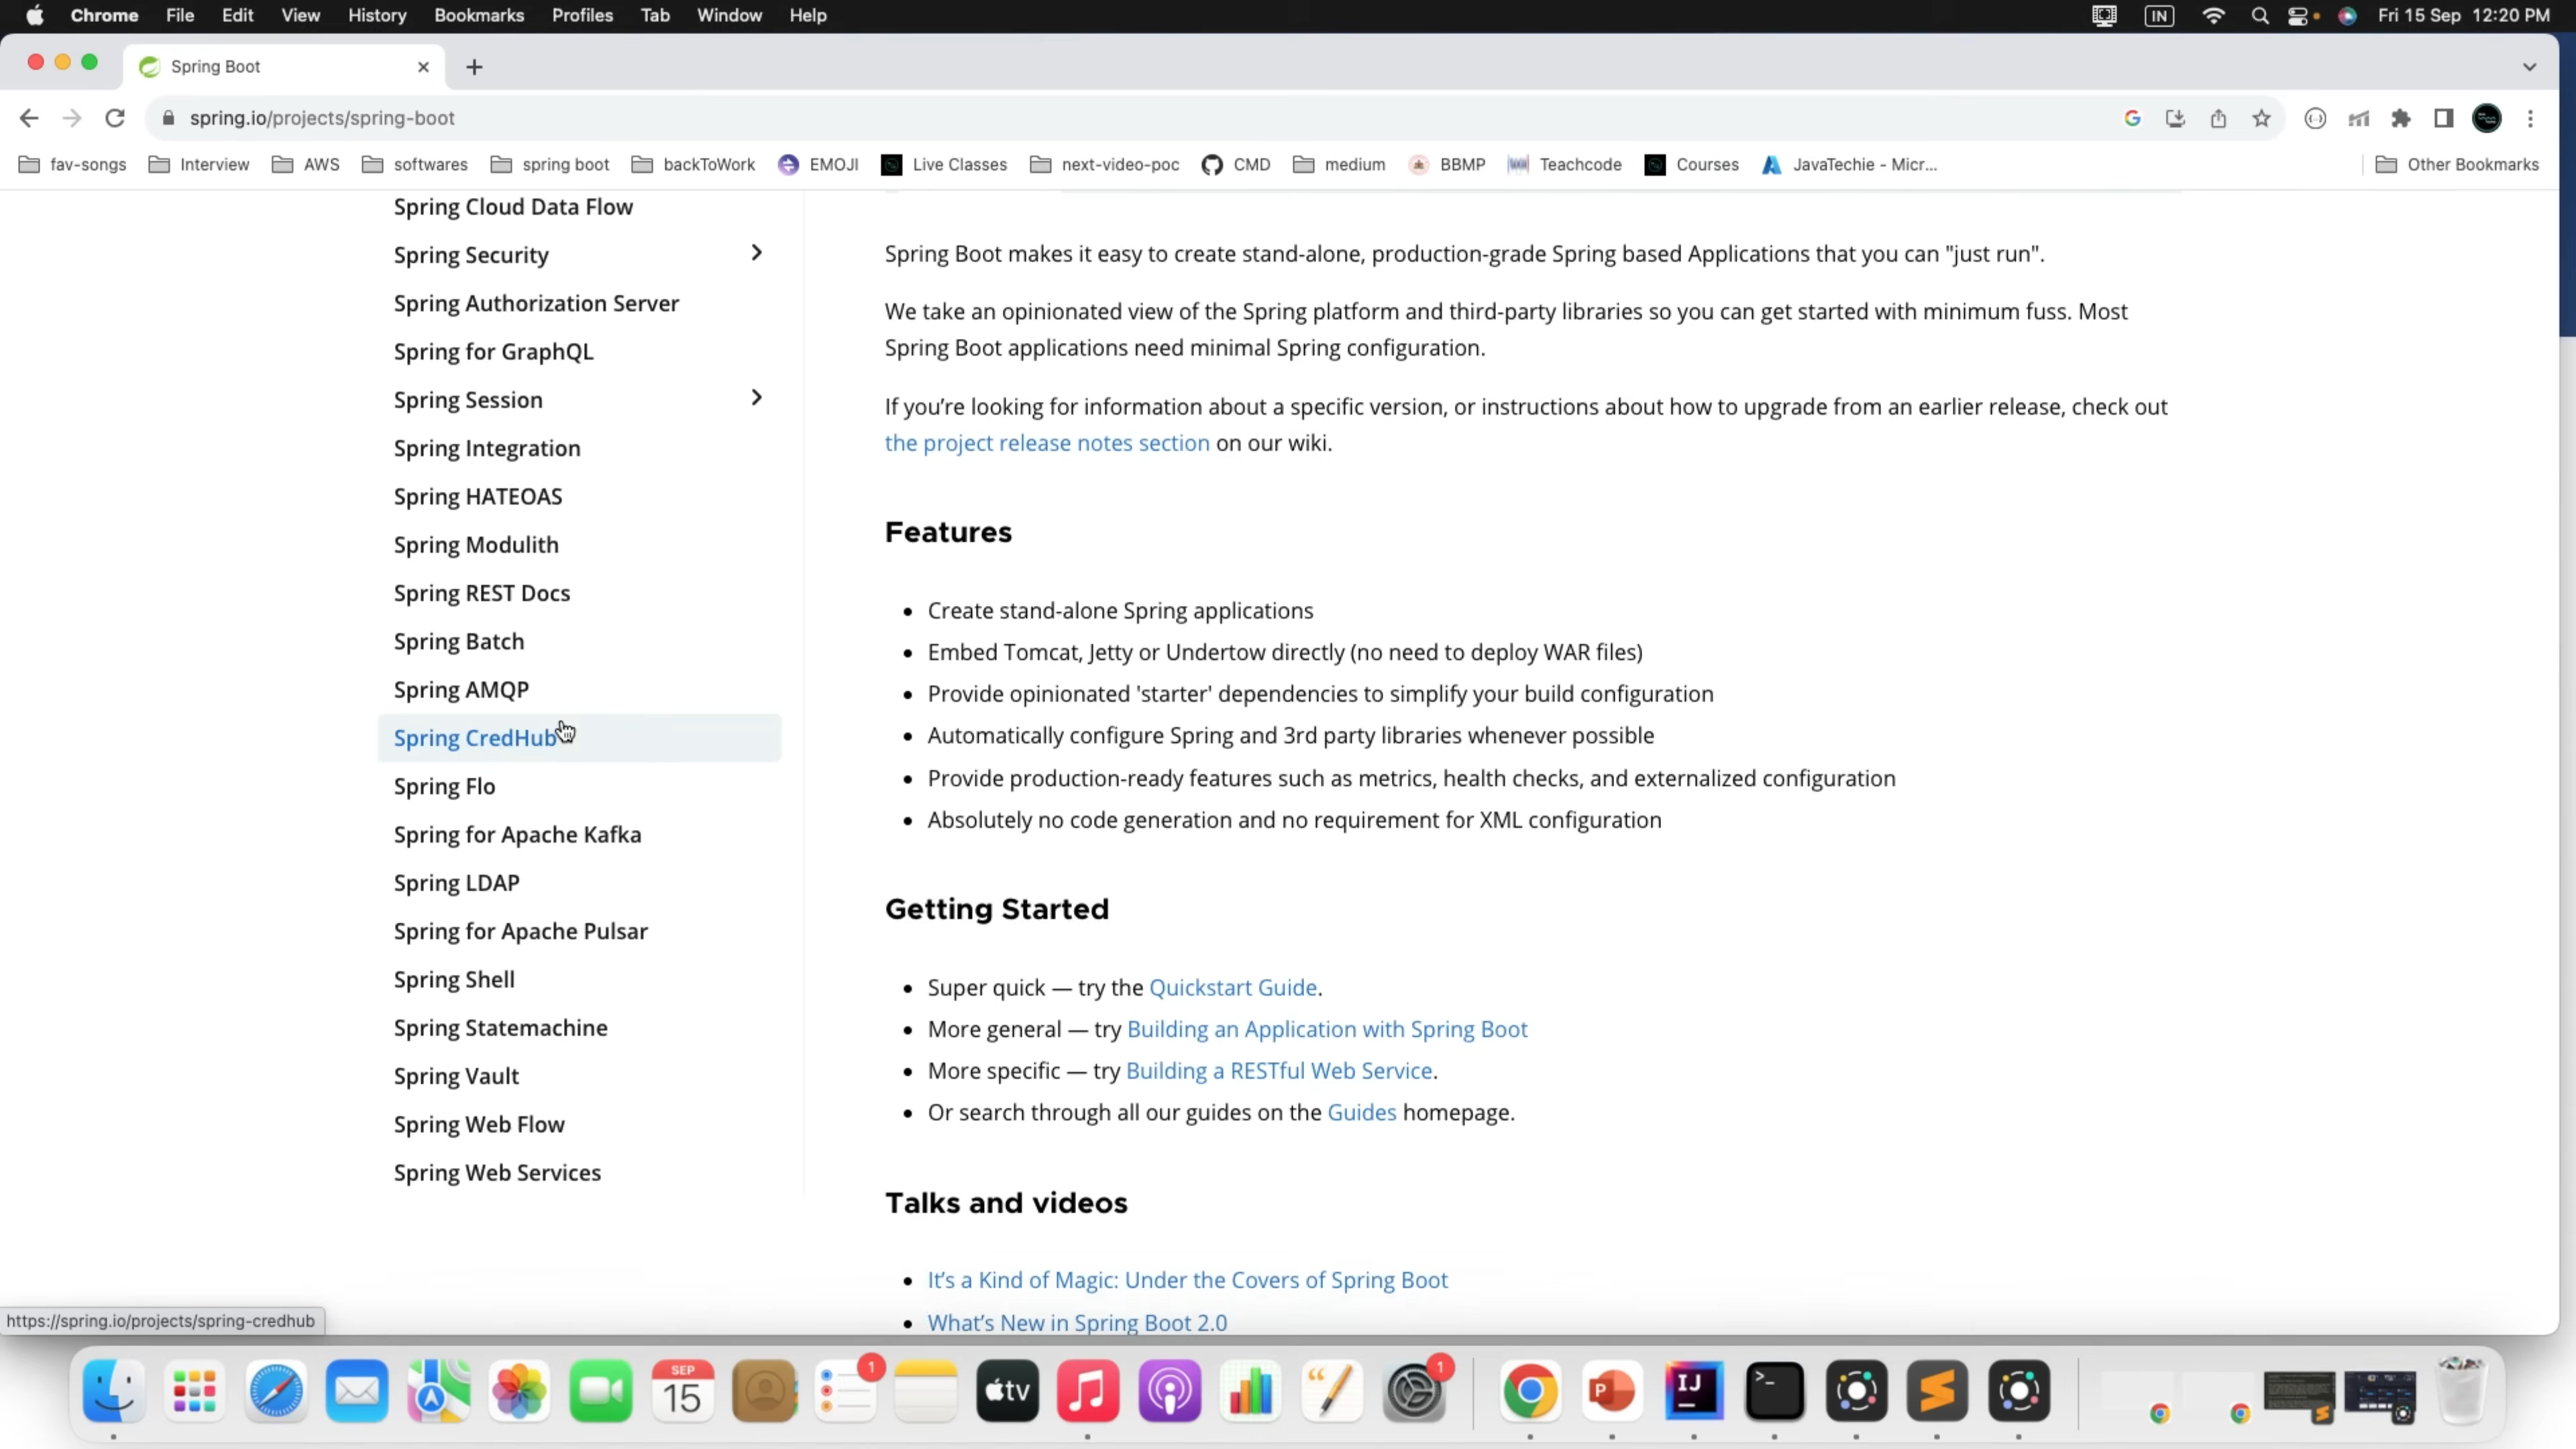 Chrome File Edit View History Bookmarks Profiles Tab Window Help IN Fri 15 Sep 12:20 PM
Spring Boot
spring.io/projects/spring-boot
fav-songs Interview AWS softwares spring boot backToWork EMOJI Live Classes next-video-poc CMD medium BBMP Teachcode Courses JavaTechie - Micr... Other Bookmarks
Spring Cloud Data Flow
Spring Security
Spring Authorization Server
Spring for GraphQL
Spring Session
Spring Integration
Spring HATEOAS
Spring Modulith
Spring REST Docs
Spring Batch
Spring AMQP
Spring CredHub
Spring Flo
Spring for Apache Kafka
Spring LDAP
Spring for Apache Pulsar
Spring Shell
Spring Statemachine
Spring Vault
Spring Web Flow
Spring Web Services
Spring Boot makes it easy to create stand-alone, production-grade Spring based Applications that you can "just run".
We take an opinionated view of the Spring platform and third-party libraries so you can get started with minimum fuss. Most
Spring Boot applications need minimal Spring configuration.
If you're looking for information about a specific version, or instructions about how to upgrade from an earlier release, check out
the project release notes section on our wiki.
Features
• Create stand-alone Spring applications
• Embed Tomcat, Jetty or Undertow directly (no need to deploy WAR files)
• Provide opinionated 'starter' dependencies to simplify your build configuration
• Automatically configure Spring and 3rd party libraries whenever possible
• Provide production-ready features such as metrics, health checks, and externalized configuration
• Absolutely no code generation and no requirement for XML configuration
Getting Started
• Super quick — try the Quickstart Guide.
• More general — try Building an Application with Spring Boot
• More specific — try Building a RESTful Web Service.
• Or search through all our guides on the Guides homepage.
Talks and videos
• It's a Kind of Magic: Under the Covers of Spring Boot
• What's New in Spring Boot 2.0
https://spring.io/projects/spring-credhub
SEP
15
1
tv
1
P
IJ
>_